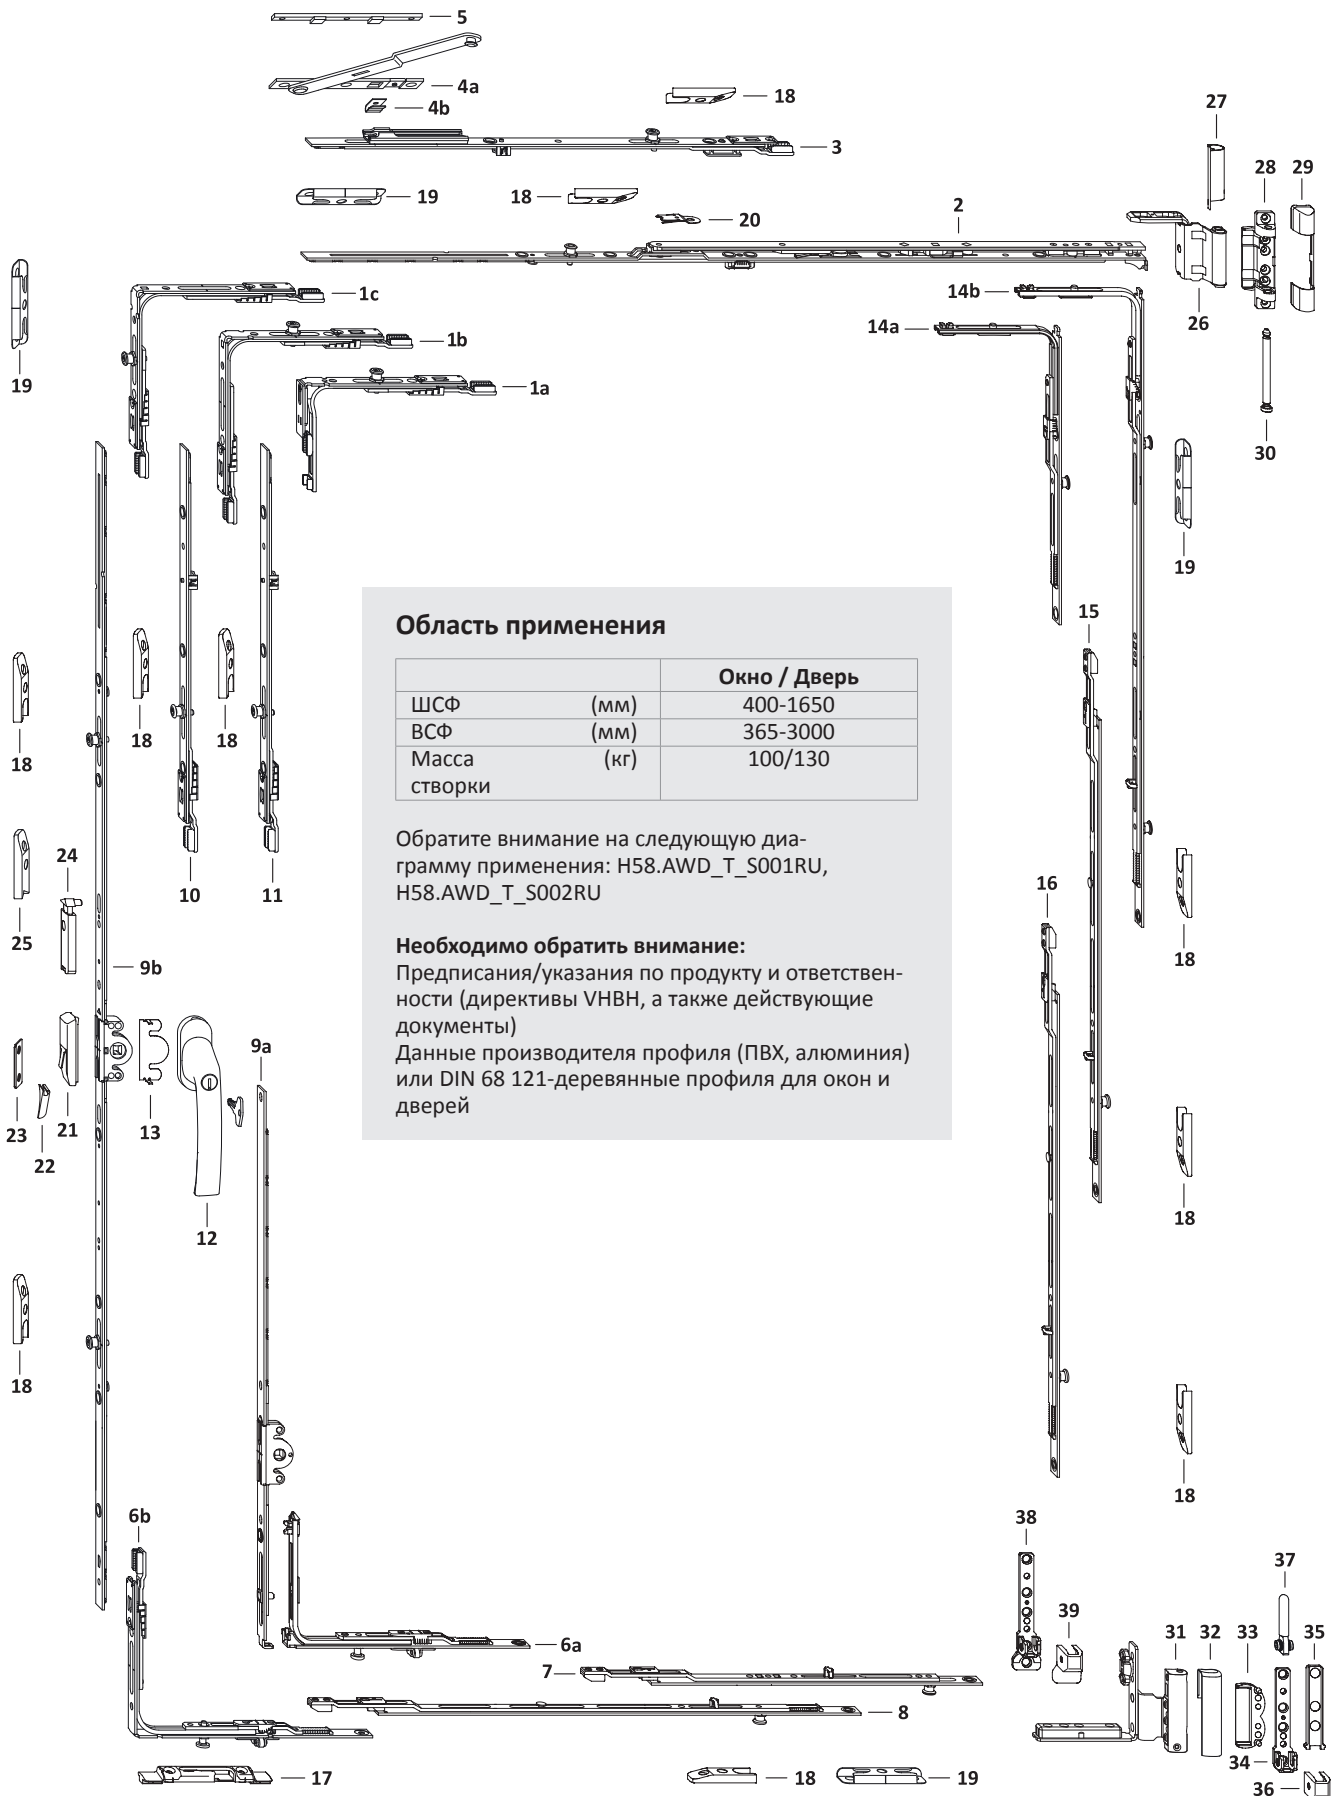 5
4a
4b
18
3
27
28
29
19
18
20
2
1c
14b
26
19
1b
14a
1a
30
19
15
Область применения
Окно / Дверь
ШСФ (мм) 400-1650
ВСФ (мм) 365-3000
Масса (кг) 100/130
створки
18
18
18
Обратите внимание на следующую диа-
грамму применения: H58.AWD_T_S001RU,
H58.AWD_T_S002RU
24
10
11
16
25
9b
18
Необходимо обратить внимание:
Предписания/указания по продукту и ответствен-
ности (директивы VHBH, а также действующие
документы)
Данные производителя профиля (ПВХ, алюминия)
или DIN 68 121-деревянные профиля для окон и
дверей
9a
23
21
13
22
12
18
18
18
6b
38
37
39
31
32
33
35
6a
7
8
34
17
18
19
36